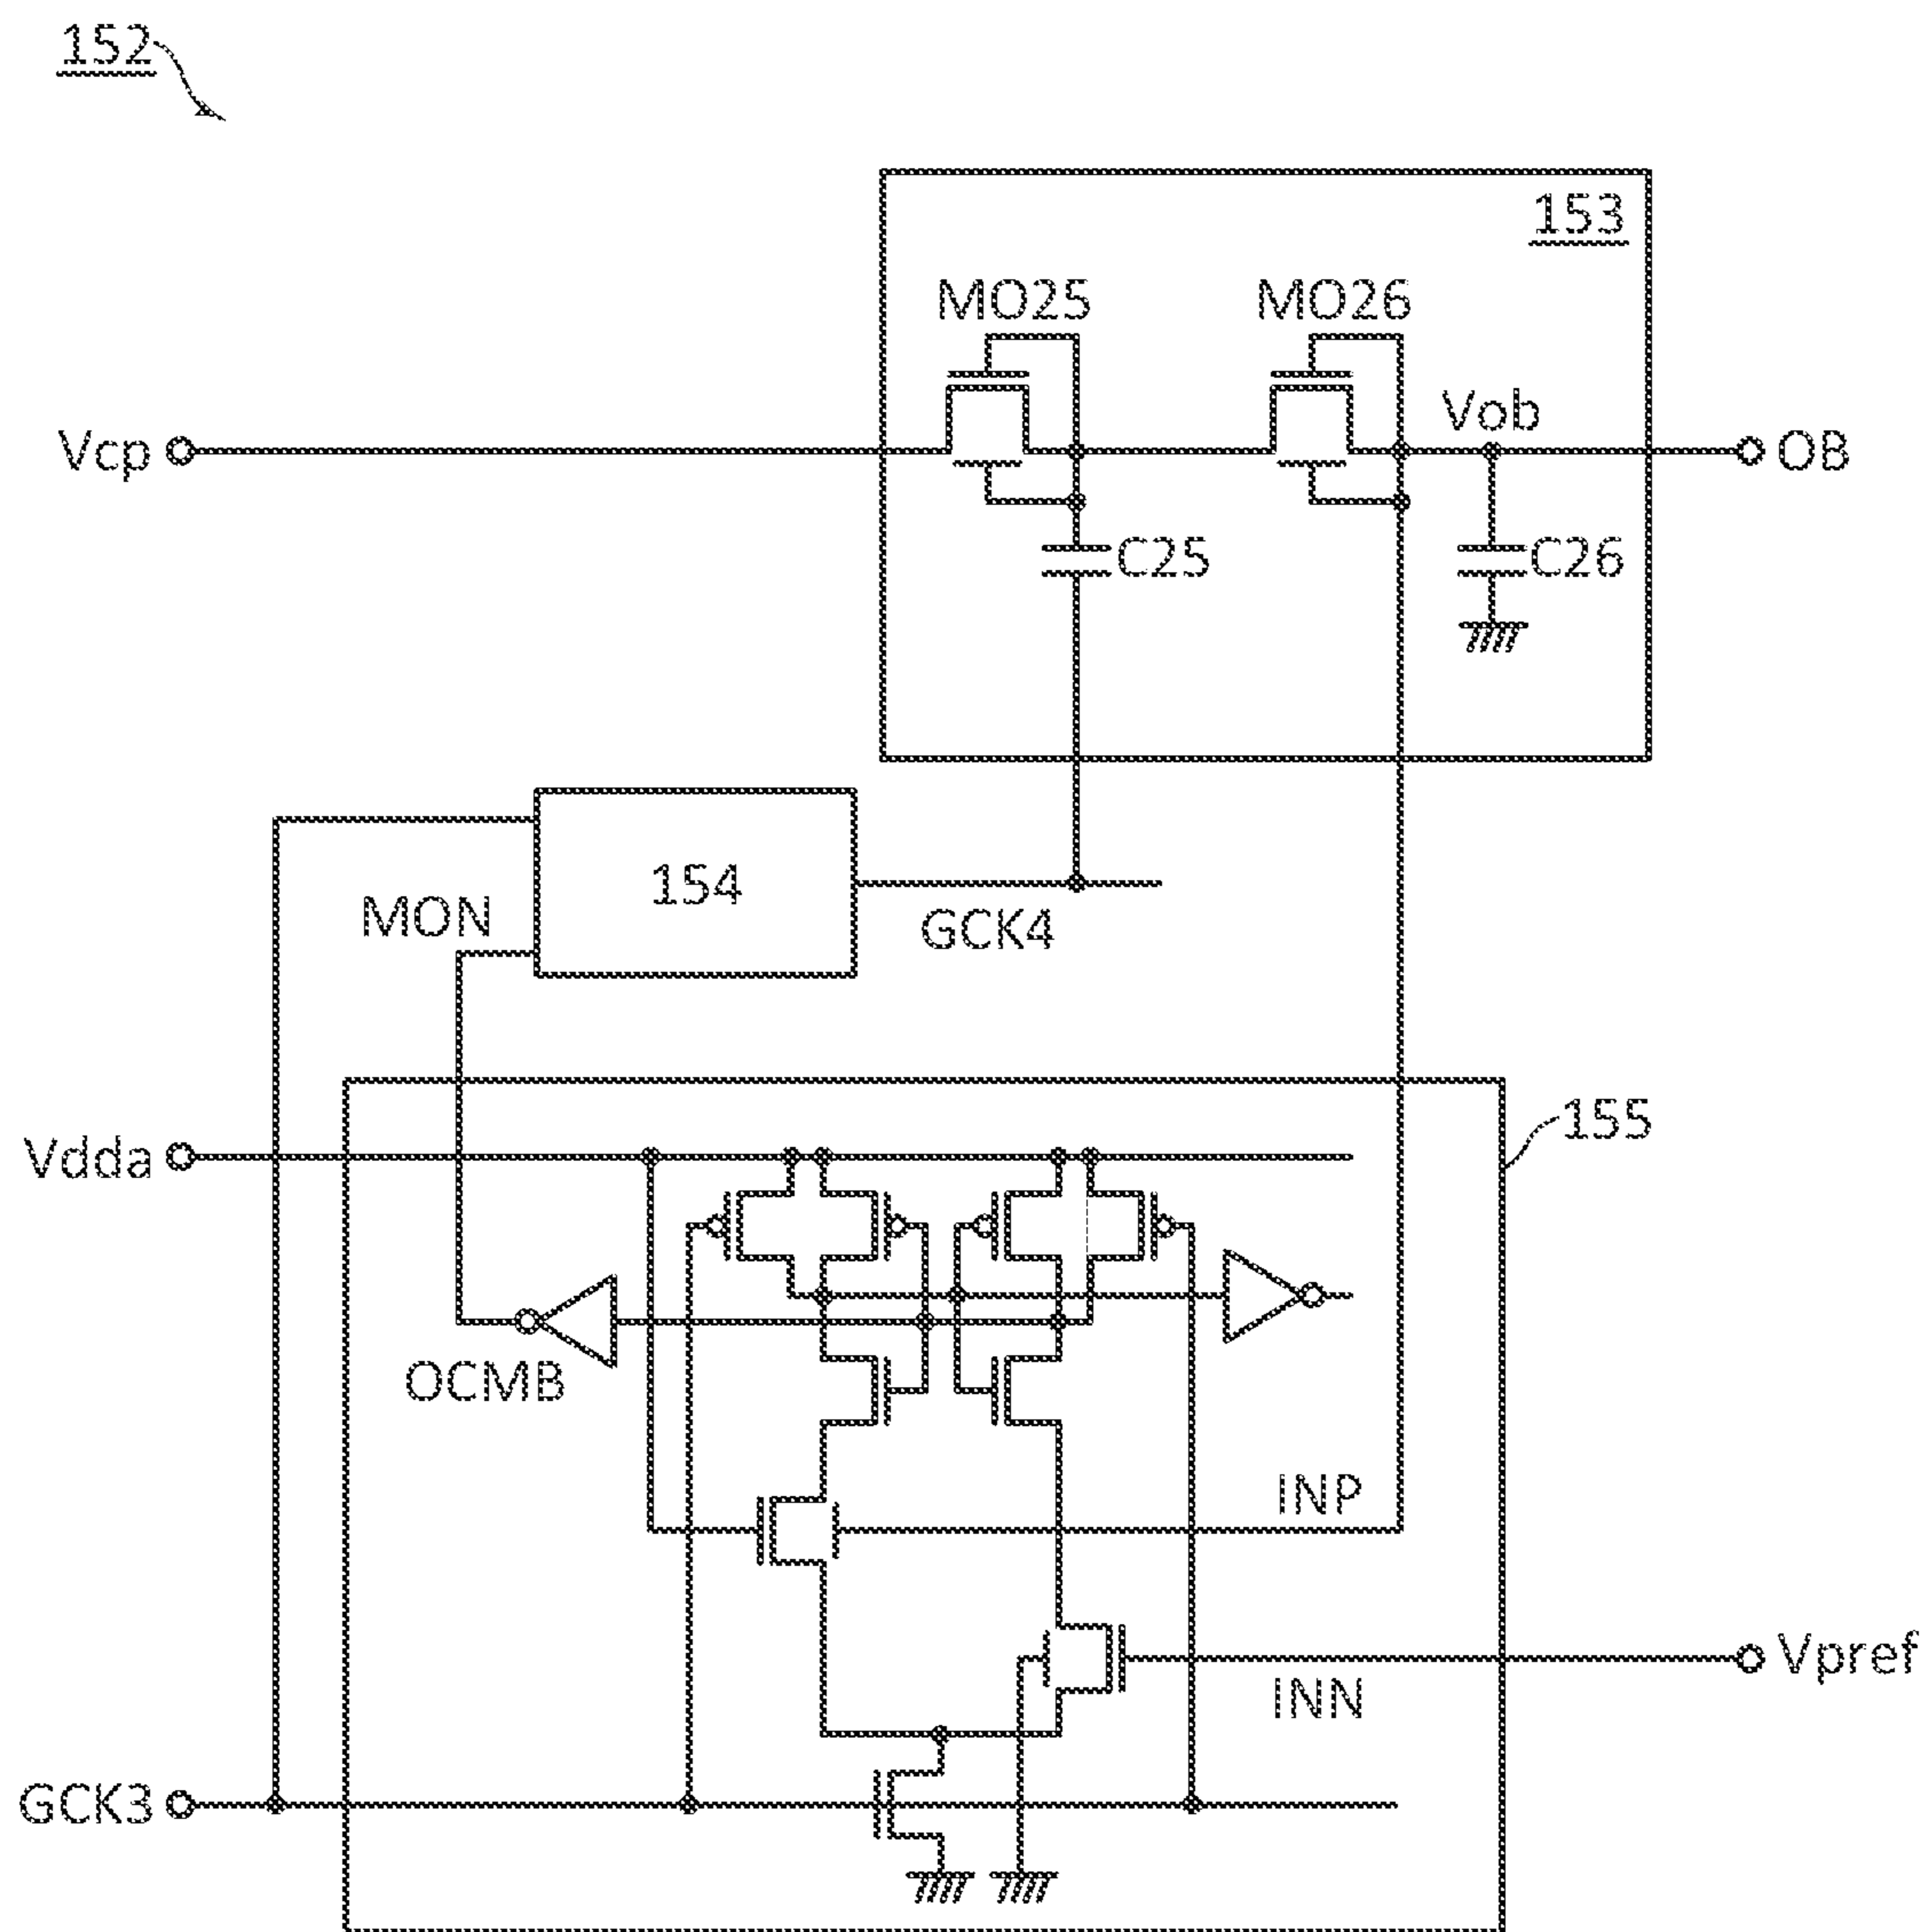 152
153
MO25
MO26
Vob
Vcp
OB
C25
C26
154
MON
GCK4
155
Vdda
OCMB
INP
Vpref
INN
GCK3